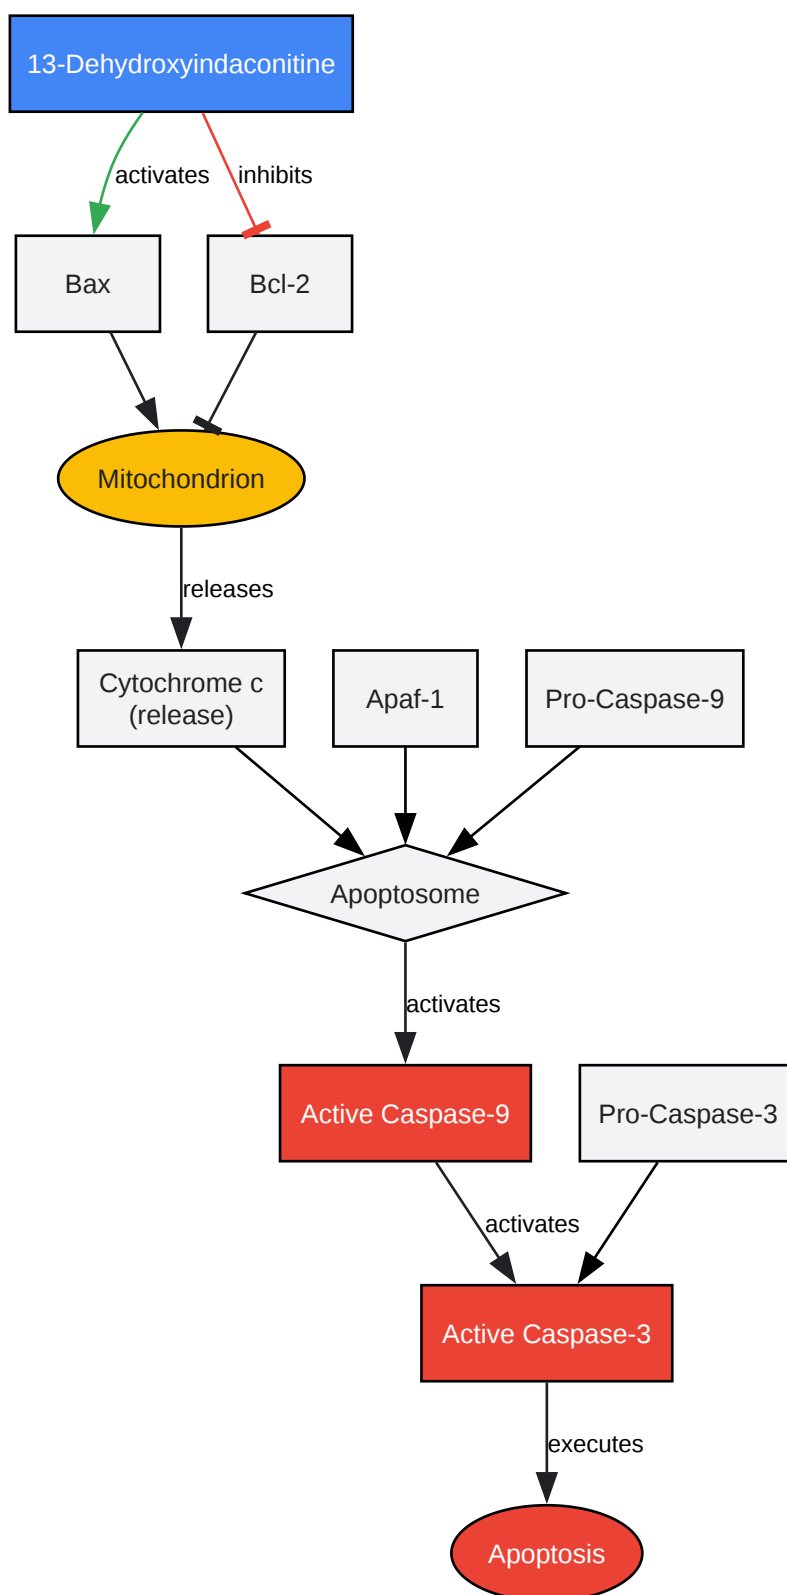 13-Dehydroxyindaconitine
activates
inhibits
Bax
Bcl-2
Mitochondrion
releases
Cytochrome c
(release)
Apaf-1
Pro-Caspase-9
Apoptosome
activates
Active Caspase-9
Pro-Caspase-3
activates
Active Caspase-3
executes
Apoptosis